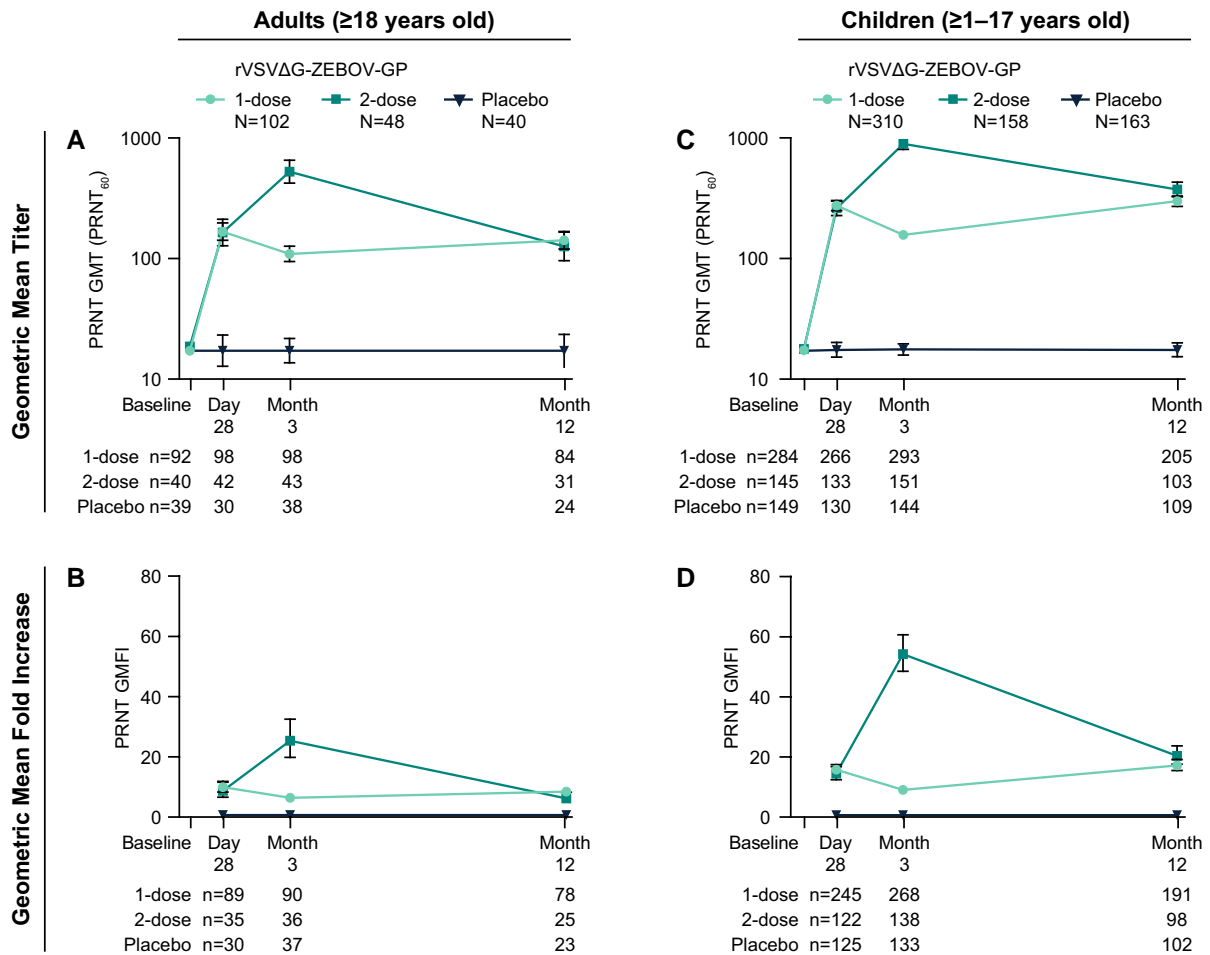 Adults (≥18 years old)
rVSVΔG-ZEBOV-GP
1-dose 2-dose Placebo
N=102 N=48 N=40
Children (≥1–17 years old)
rVSVΔG-ZEBOV-GP
1-dose 2-dose Placebo
N=310 N=158 N=163
Geometric Mean Titer
A
PRNT GMT (PRNT60)
1000
100
10
Baseline Day Month Month
28 3 12
1-dose n=92 98 98 84
2-dose n=40 42 43 31
Placebo n=39 30 38 24
C
PRNT GMT (PRNT60)
1000
100
10
Baseline Day Month Month
28 3 12
1-dose n=284 266 293 205
2-dose n=145 133 151 103
Placebo n=149 130 144 109
Geometric Mean Fold Increase
B
PRNT GMFI
80
60
40
20
0
Baseline Day Month Month
28 3 12
1-dose n=89 90 78
2-dose n=35 36 25
Placebo n=30 37 23
D
PRNT GMFI
80
60
40
20
0
Baseline Day Month Month
28 3 12
1-dose n=245 268 191
2-dose n=122 138 98
Placebo n=125 133 102